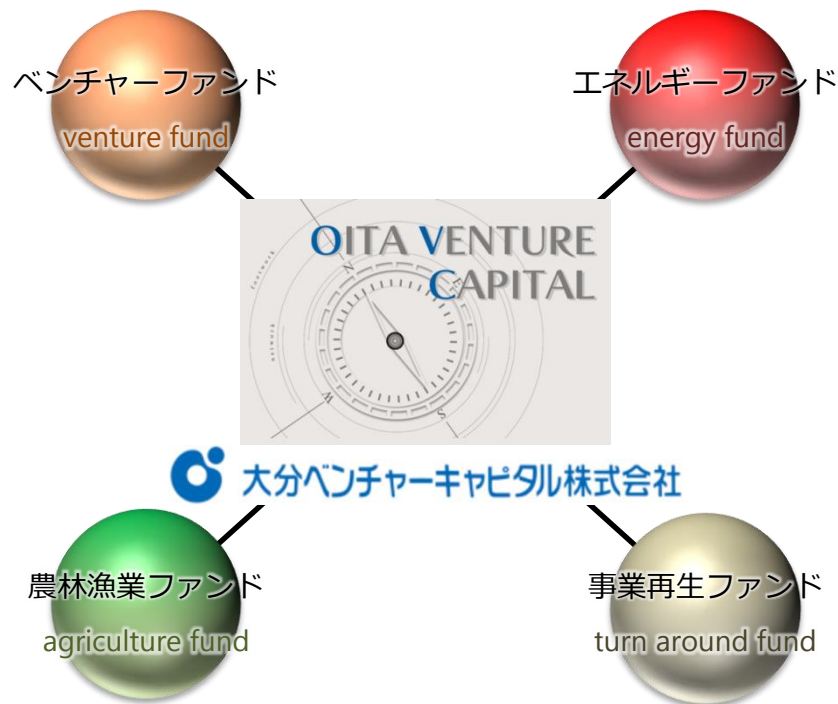 ベンチャーファンド
venture fund
エネルギーファンド
energy fund
OITA VENTURE
CAPITAL
N
E
W
S
大分ベンチャーキャピタル株式会社
農林漁業ファンド
agriculture fund
事業再生ファンド
turn around fund